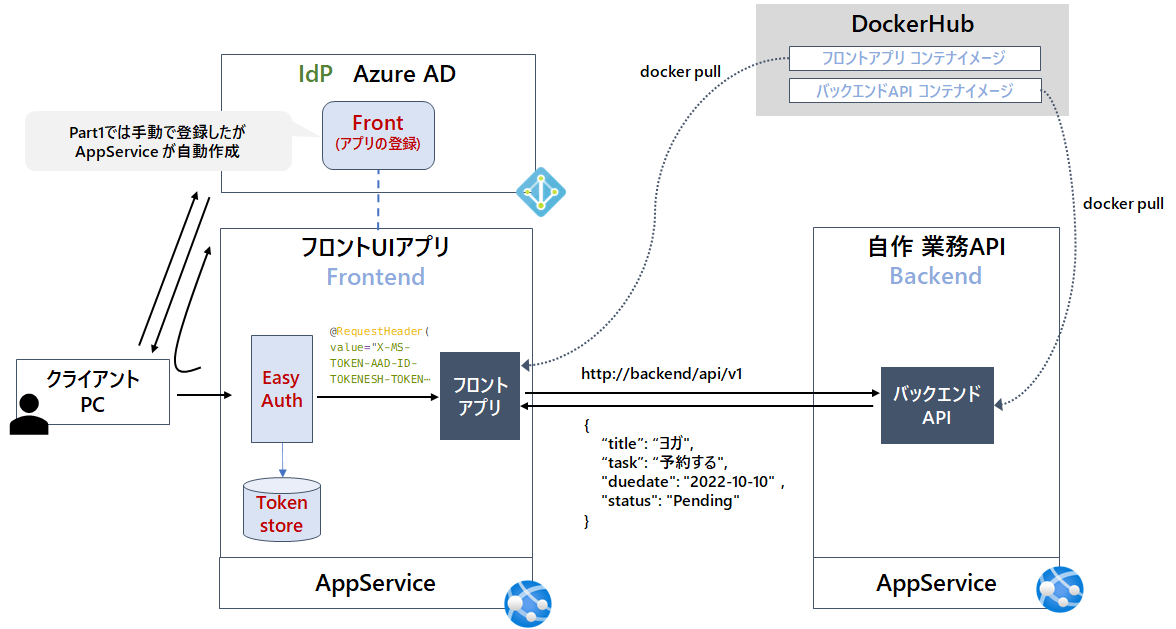 DockerHub
フロントアプリ コンテナイメージ
バックエンドAPI コンテナイメージ
docker pull
docker pull
IdP Azure AD
Front
(アプリの登録)
Part1では手動で登録したが
AppService が自動作成
フロントUIアプリ
Frontend
自作 業務API
Backend
@RequestHeader(
value="X-MS-
TOKEN-AAD-ID-
TOKENESH-TOKEN…
クライアント
PC
Easy
Auth
フロント
アプリ
http://backend/api/v1
バックエンド
API
{
"title": "ヨガ",
"task": "予約する",
"duedate": "2022-10-10" ,
"status": "Pending"
}
Token
store
AppService
AppService